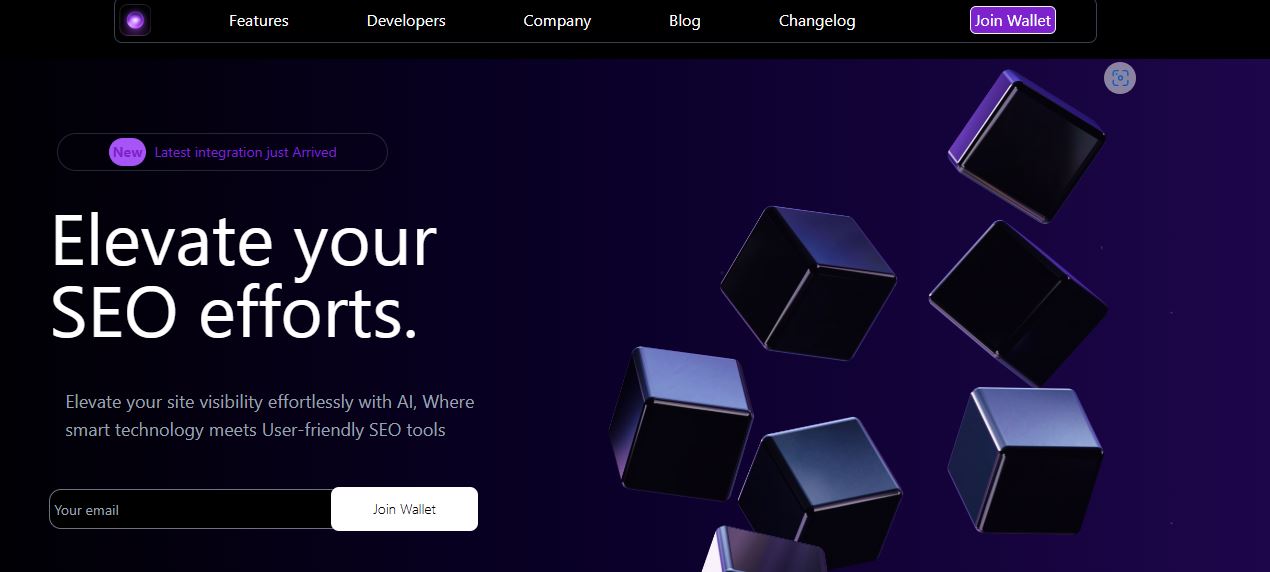 Features Developers Company Blog Changelog Join Wallet
New Latest integration just Arrived
Elevate your
SEO efforts.
Elevate your site visibility effortlessly with AI, Where
smart technology meets User-friendly SEO tools
Your email Join Wallet